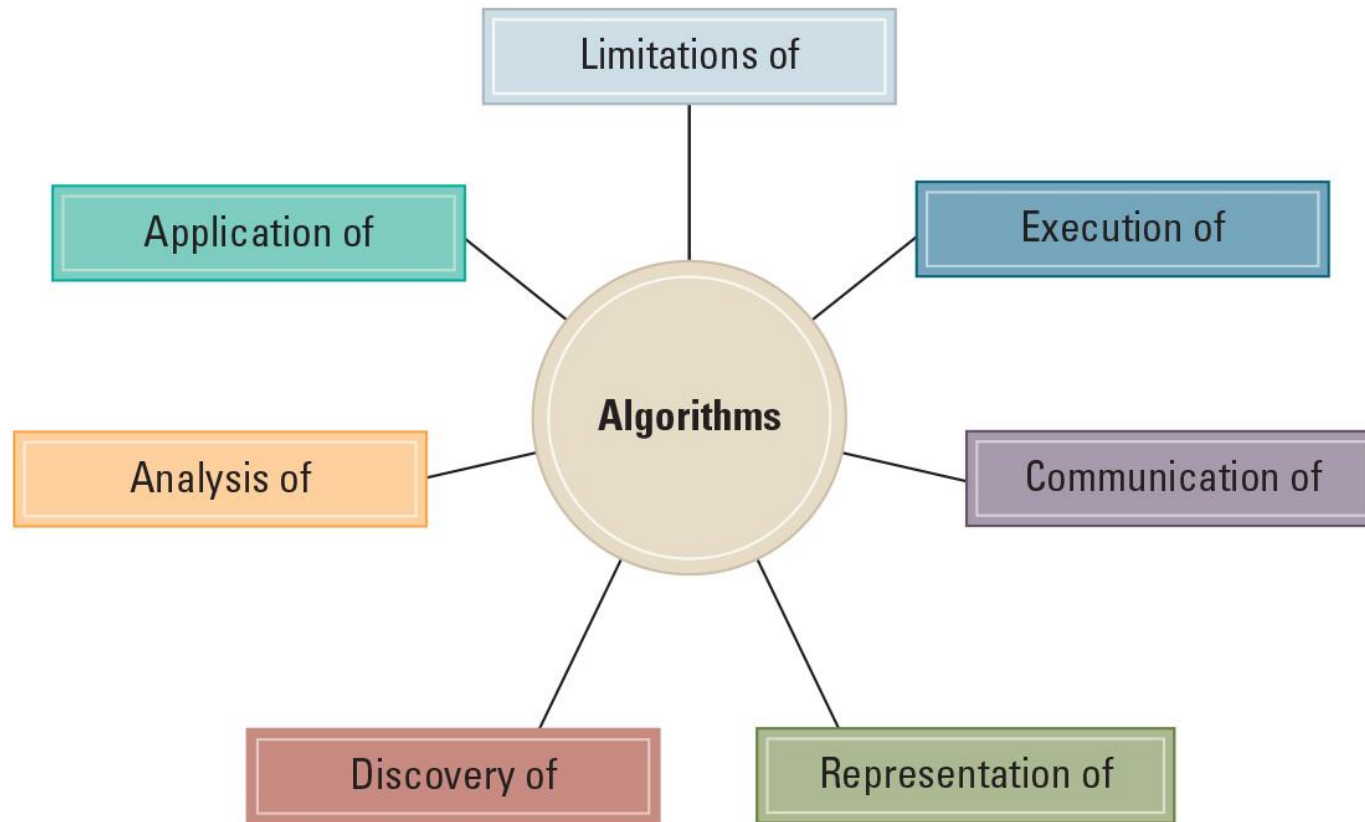 Limitations of
Application of
Execution of
Algorithms
Analysis of
Communication of
Discovery of
Representation of